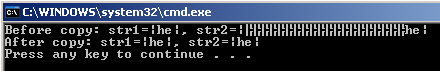 C:\WINDOWS\system32\cmd.exe
Before copy: str1=¦he¦, str2=¦¦¦¦¦¦¦¦¦¦¦¦¦¦¦¦¦¦¦¦¦¦¦he¦
After copy: str1=¦he¦, str2=¦he¦
Press any key to continue . . .